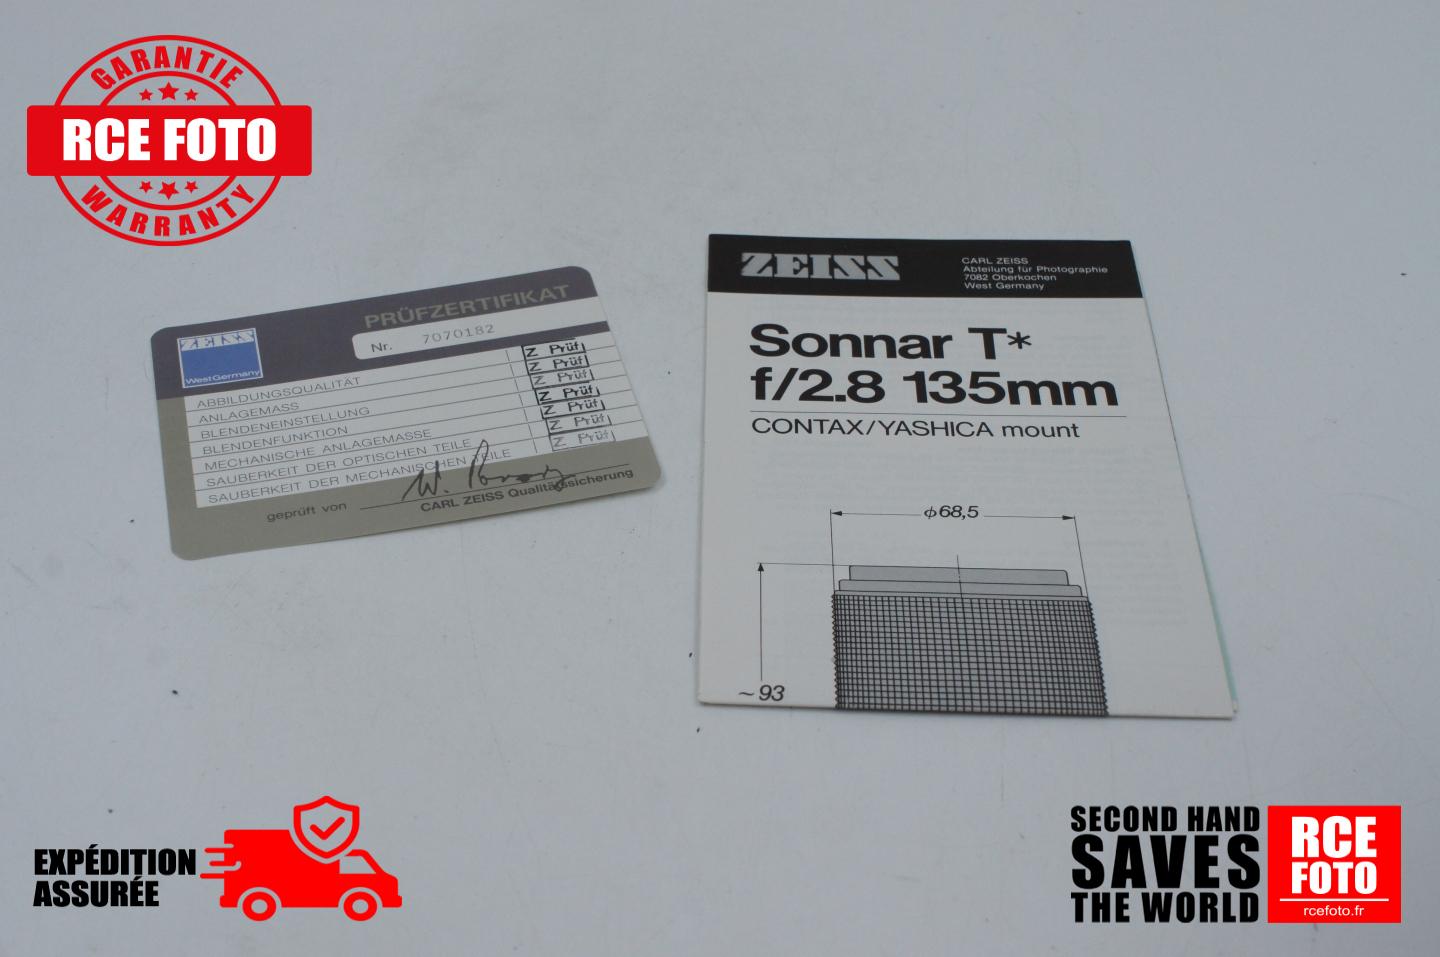 GARANTIE
RCE FOTO
WARRANTY
PRÜFZERTIFIKAT
ZEISS
West Germany
Nr. 7070182
ABBILDUNGSQUALITÄT Z Prüf
ANLAGEMASS Z Prüf
BLENDENEINSTELLUNG Z Prüf
BLENDENFUNKTION Z Prüf
MECHANISCHE ANLAGEMASSE Z Prüf
SAUBERKEIT DER OPTISCHEN TEILE Z Prüf
SAUBERKEIT DER MECHANISCHEN TEILE Z Prüf
geprüft von
CARL ZEISS Qualitätssicherung
ZEISS
CARL ZEISS
Abteilung für Photographie
7082 Oberkochen
West Germany
Sonnar T*
f/2.8 135mm
CONTAX/YASHICA mount
ϕ68,5
~93
EXPÉDITION
ASSURÉE
SECOND HAND
SAVES
THE WORLD
RCE
FOTO
rcefoto.fr